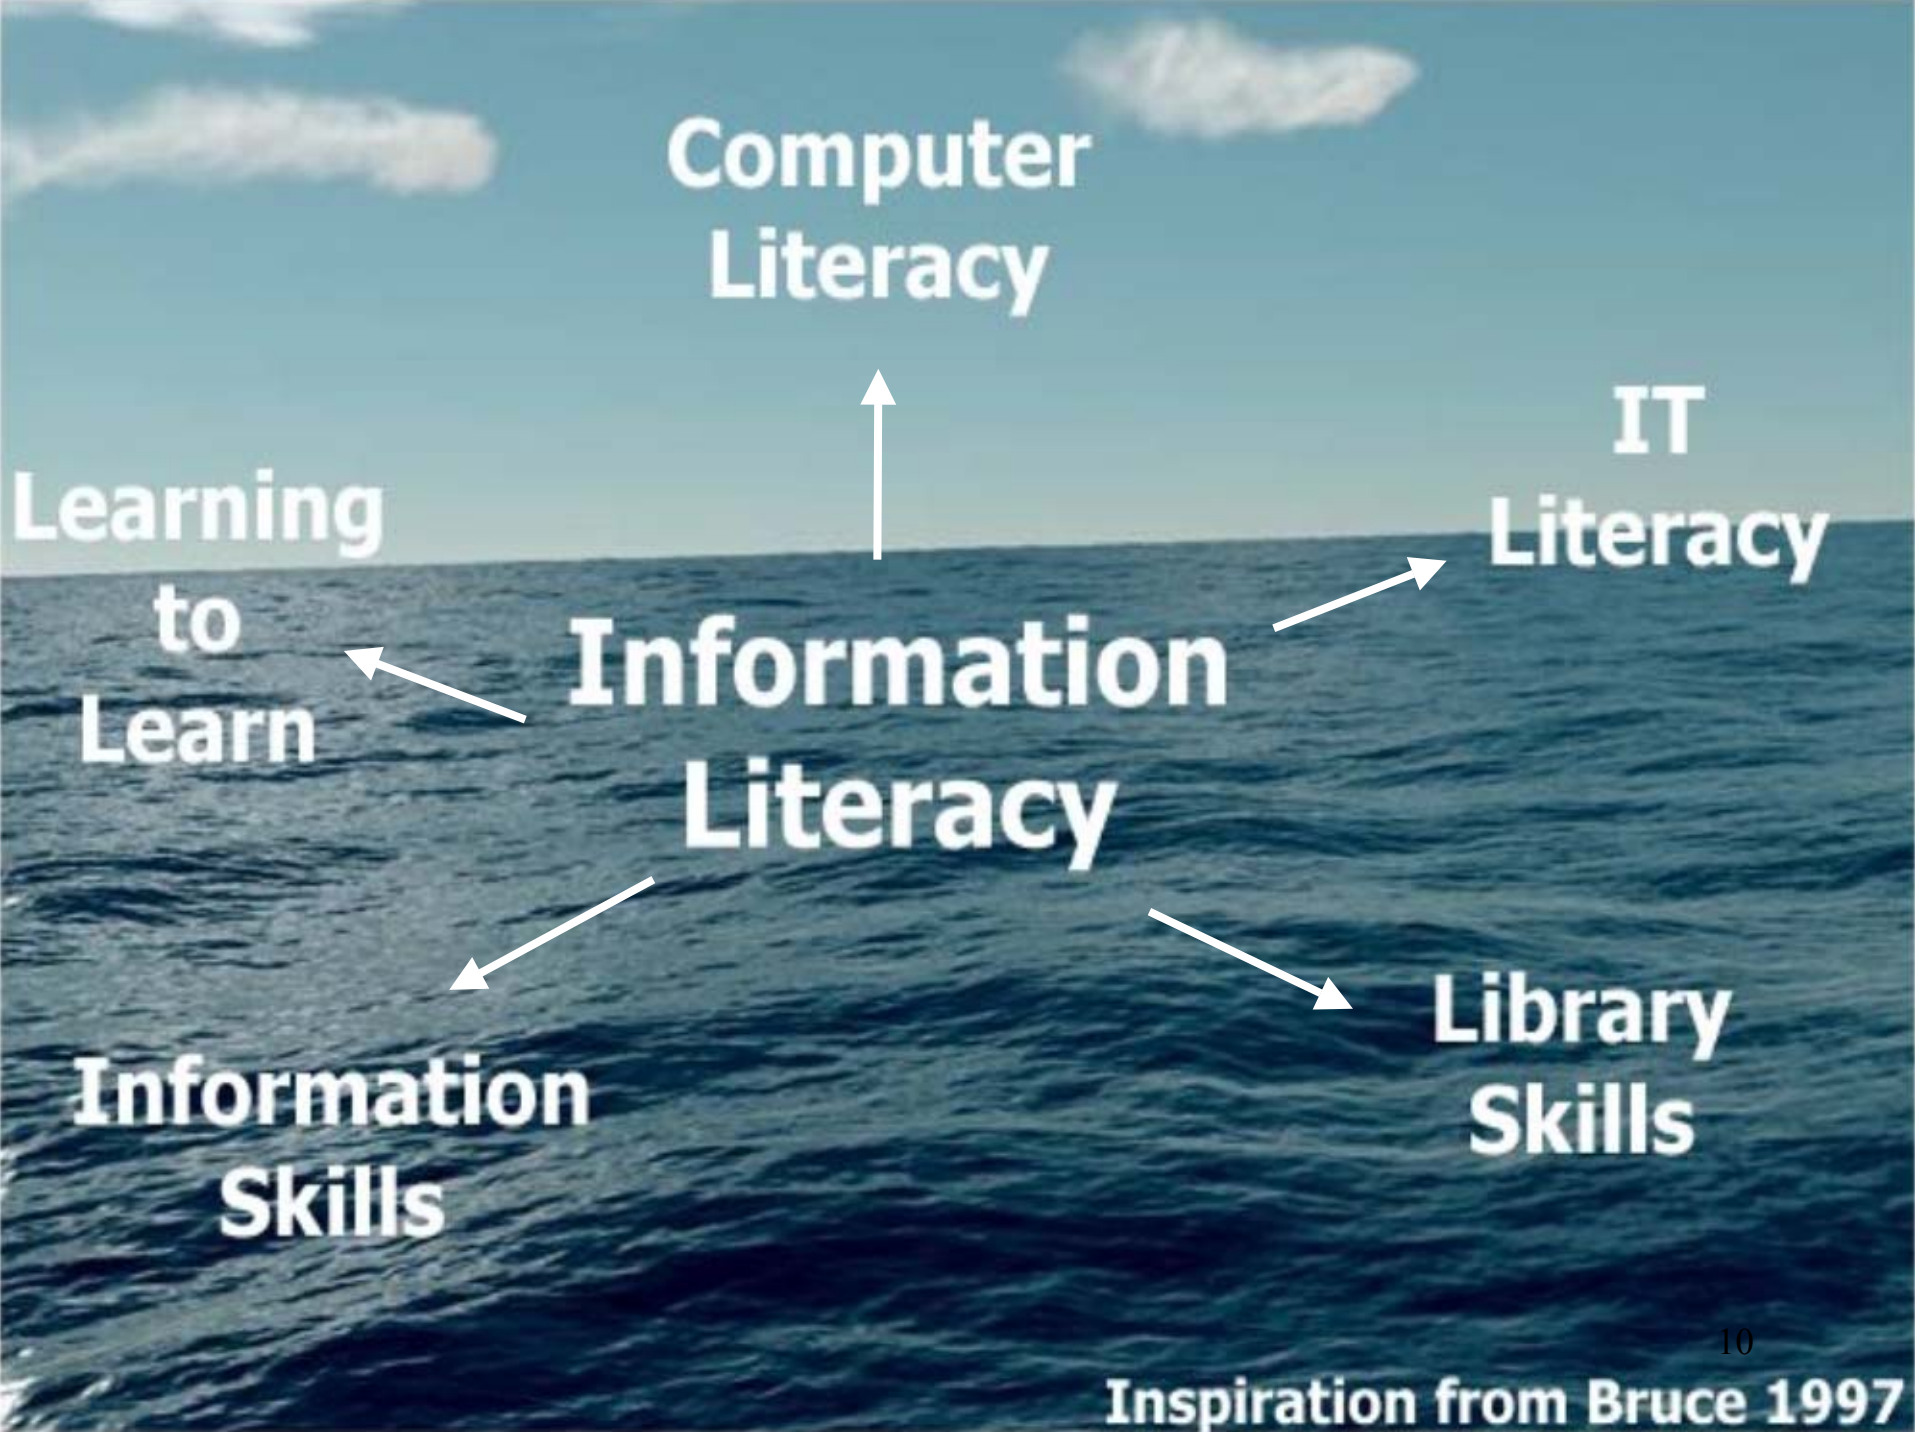 Computer
Literacy
IT
Literacy
Learning
to
Learn
Information
Literacy
Library
Skills
Information
Skills
10
Inspiration from Bruce 1997